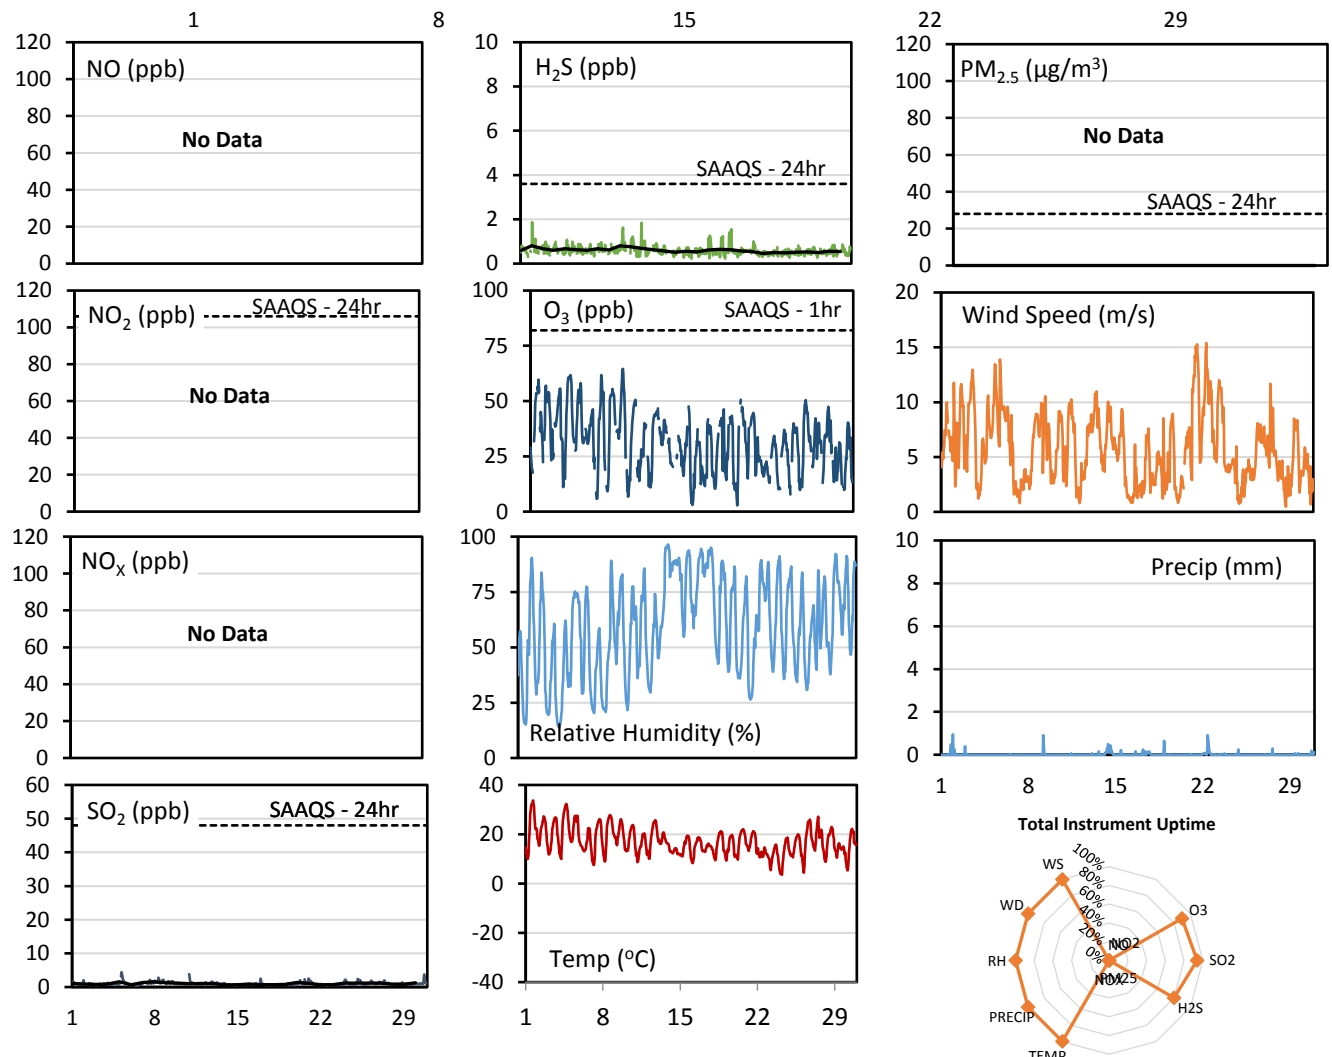 1 8 15 22 29
120
100
80
60
40
20
0
NO (ppb)
No Data
10
8
6
4
2
0
H₂S (ppb)
SAAQS - 24hr
120
100
80
60
40
20
0
PM₂.₅ (µg/m³)
No Data
SAAQS - 24hr
120
100
80
60
40
20
0
NO₂ (ppb)
SAAQS - 24hr
No Data
100
75
50
25
0
O₃ (ppb)
SAAQS - 1hr
20
15
10
5
0
Wind Speed (m/s)
120
100
80
60
40
20
0
NOₓ (ppb)
No Data
100
75
50
25
0
Relative Humidity (%)
10
8
6
4
2
0
Precip (mm)
1 8 15 22 29
60
50
40
30
20
10
0
SO₂ (ppb)
SAAQS - 24hr
1 8 15 22 29
40
20
0
-20
-40
Temp (°C)
1 8 15 22 29
Total Instrument Uptime
100%
80%
60%
40%
20%
0%
NO
NO2
O3
SO2
H2S
PM25
NOX
TEMP
PRECIP
RH
WD
WS